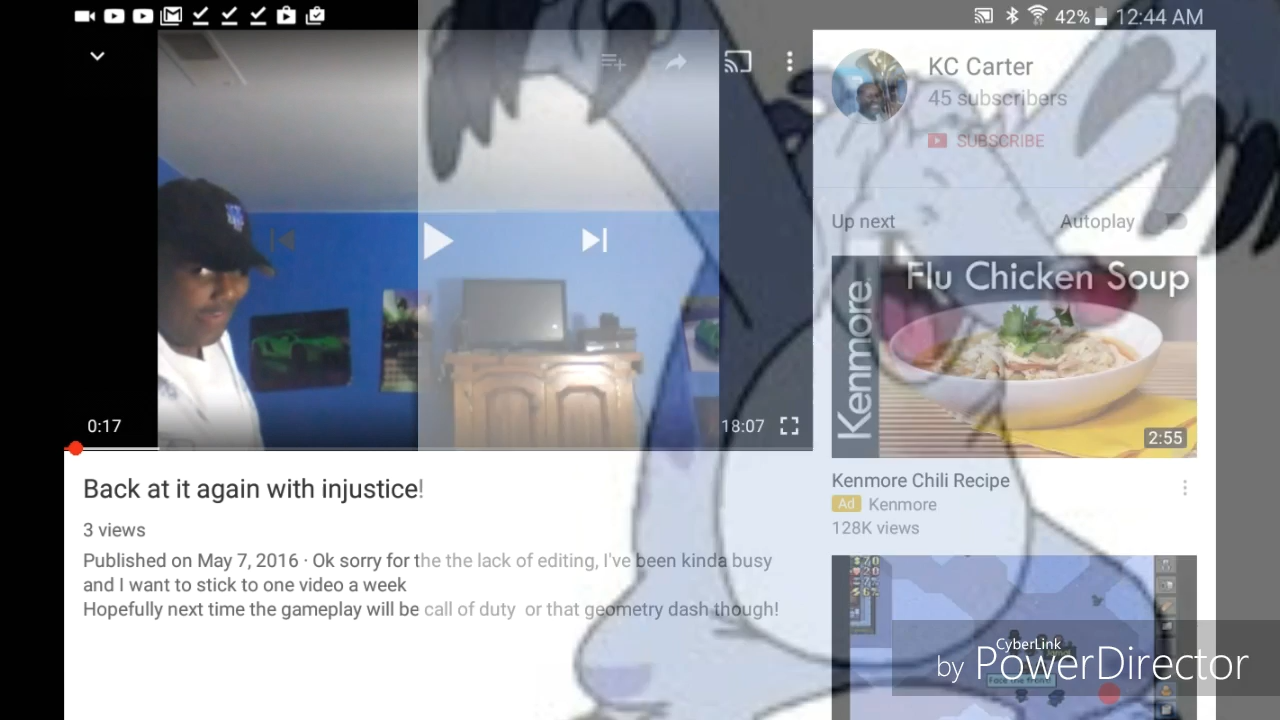 42% 12:44 AM
KC Carter
45 subscribers
SUBSCRIBE
Up next Autoplay
Flu Chicken Soup
Kenmore
2:55
0:17 18:07
Back at it again with injustice!
3 views
Published on May 7, 2016 · Ok sorry for the the lack of editing, I've been kinda busy
and I want to stick to one video a week
Hopefully next time the gameplay will be call of duty or that geometry dash though!
Kenmore Chili Recipe
Ad Kenmore
128K views
CyberLink
by PowerDirector